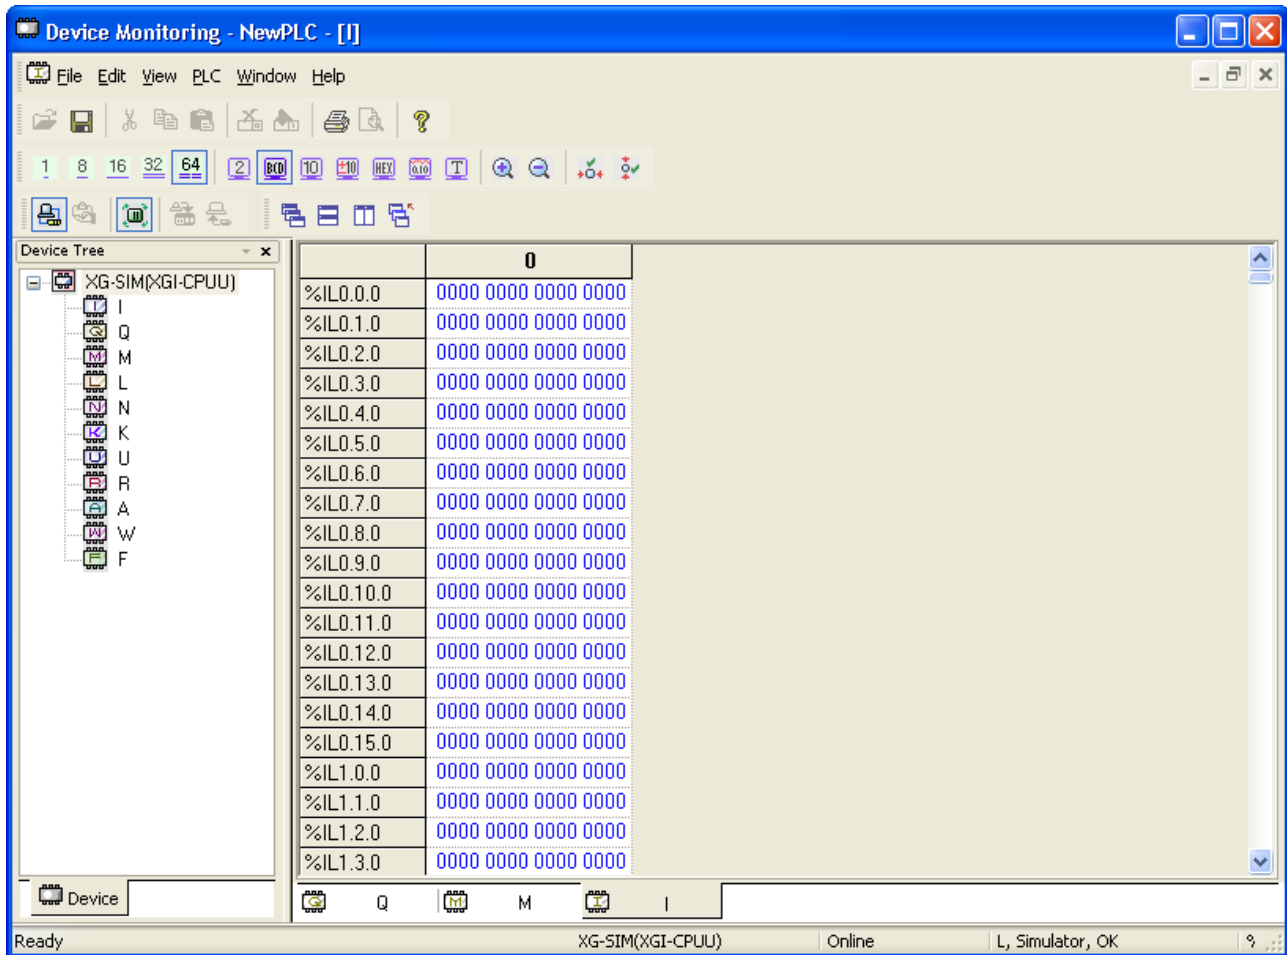 Device Monitoring - NewPLC - [I]
File Edit View PLC Window Help
1 8 16 32 64 2 BCD 10 ±10 HEX 0.10 T
Device Tree
XG-SIM(XGI-CPUU)
I
Q
M
L
N
K
U
R
A
W
F
Device
0
%IL0.0.0 0000 0000 0000 0000
%IL0.1.0 0000 0000 0000 0000
%IL0.2.0 0000 0000 0000 0000
%IL0.3.0 0000 0000 0000 0000
%IL0.4.0 0000 0000 0000 0000
%IL0.5.0 0000 0000 0000 0000
%IL0.6.0 0000 0000 0000 0000
%IL0.7.0 0000 0000 0000 0000
%IL0.8.0 0000 0000 0000 0000
%IL0.9.0 0000 0000 0000 0000
%IL0.10.0 0000 0000 0000 0000
%IL0.11.0 0000 0000 0000 0000
%IL0.12.0 0000 0000 0000 0000
%IL0.13.0 0000 0000 0000 0000
%IL0.14.0 0000 0000 0000 0000
%IL0.15.0 0000 0000 0000 0000
%IL1.0.0 0000 0000 0000 0000
%IL1.1.0 0000 0000 0000 0000
%IL1.2.0 0000 0000 0000 0000
%IL1.3.0 0000 0000 0000 0000
Q M I
Ready XG-SIM(XGI-CPUU) Online L, Simulator, OK